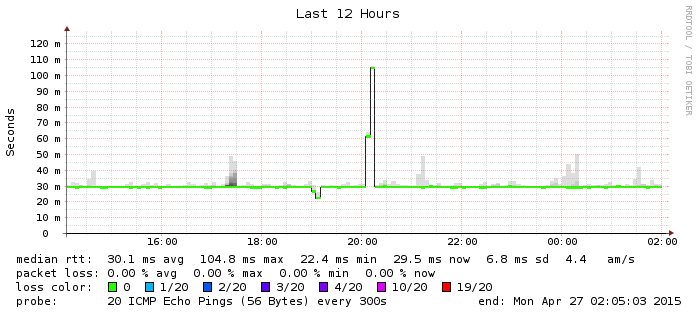 Last 12 Hours
RRDTOOL / TOBI OETIKER
Seconds
120 m
110 m
100 m
90 m
80 m
70 m
60 m
50 m
40 m
30 m
20 m
10 m
0
16:00 18:00 20:00 22:00 00:00 02:00
median rtt: 30.1 ms avg 104.8 ms max 22.4 ms min 29.5 ms now 6.8 ms sd 4.4 am/s
packet loss: 0.00 % avg 0.00 % max 0.00 % min 0.00 % now
loss color: 0 1/20 2/20 3/20 4/20 10/20 19/20
probe: 20 ICMP Echo Pings (56 Bytes) every 300s end: Mon Apr 27 02:05:03 2015